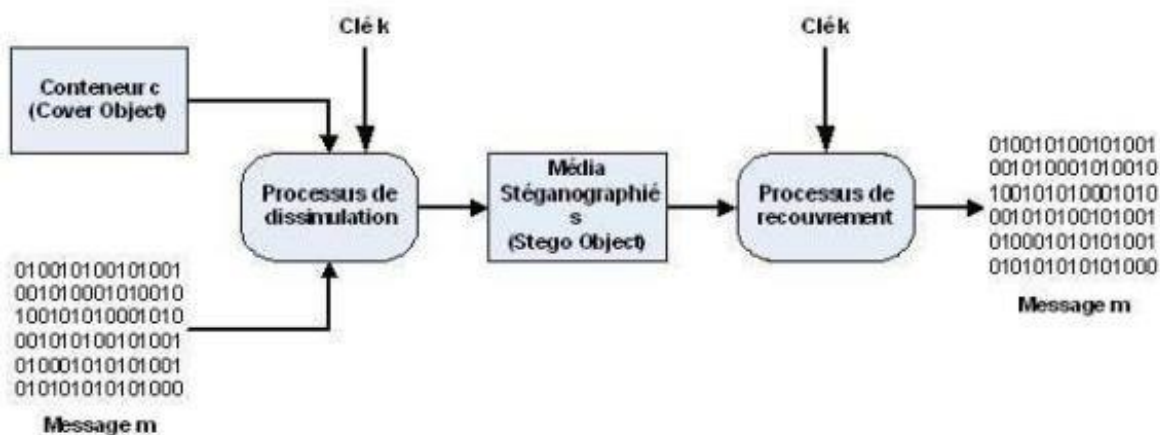 Clé k
Clé k
Conteneur c
(Cover Object)
Processus de
dissimulation
Média
Stéganographié
s
(Stego Object)
Processus de
recouvrement
010010100101001
001010001010010
100101010001010
001010100101001
010001010101001
010101010101000
Message m
010010100101001
001010001010010
100101010001010
001010100101001
010001010101001
010101010101000
Message m